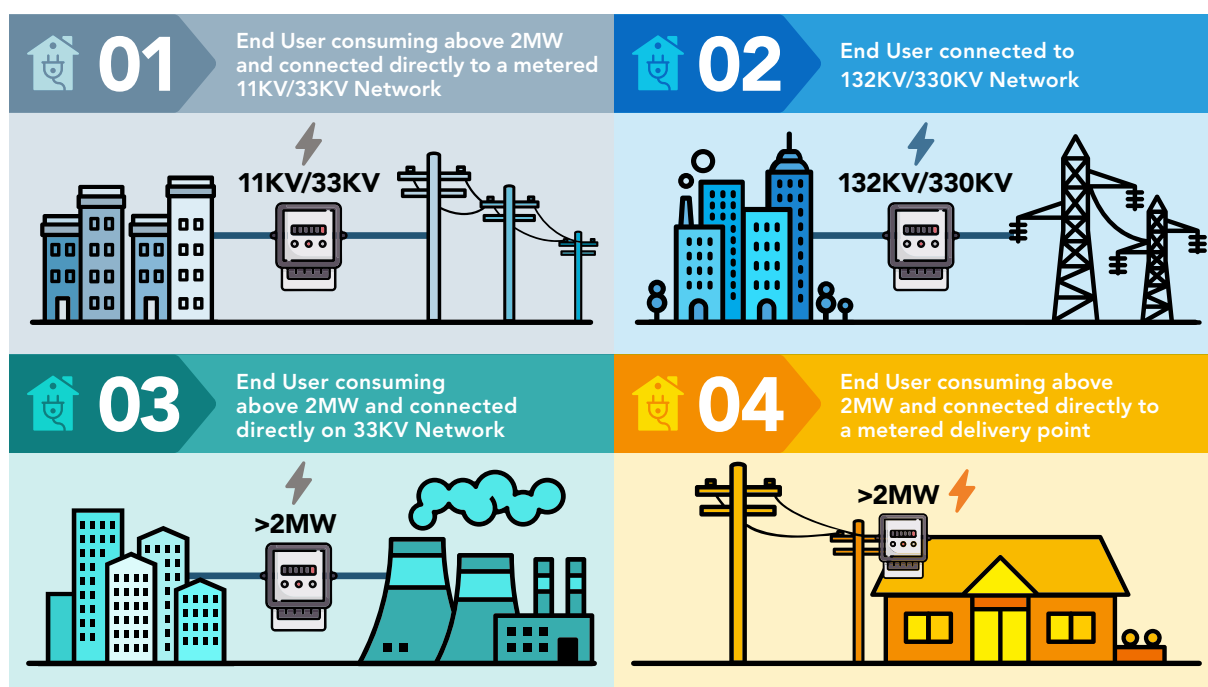 01
End User consuming above 2MW
and connected directly to a metered
11KV/33KV Network
11KV/33KV
02
End User connected to
132KV/330KV Network
132KV/330KV
03
End User consuming
above 2MW and connected
directly on 33KV Network
>2MW
04
End User consuming above
2MW and connected directly to
a metered delivery point
>2MW